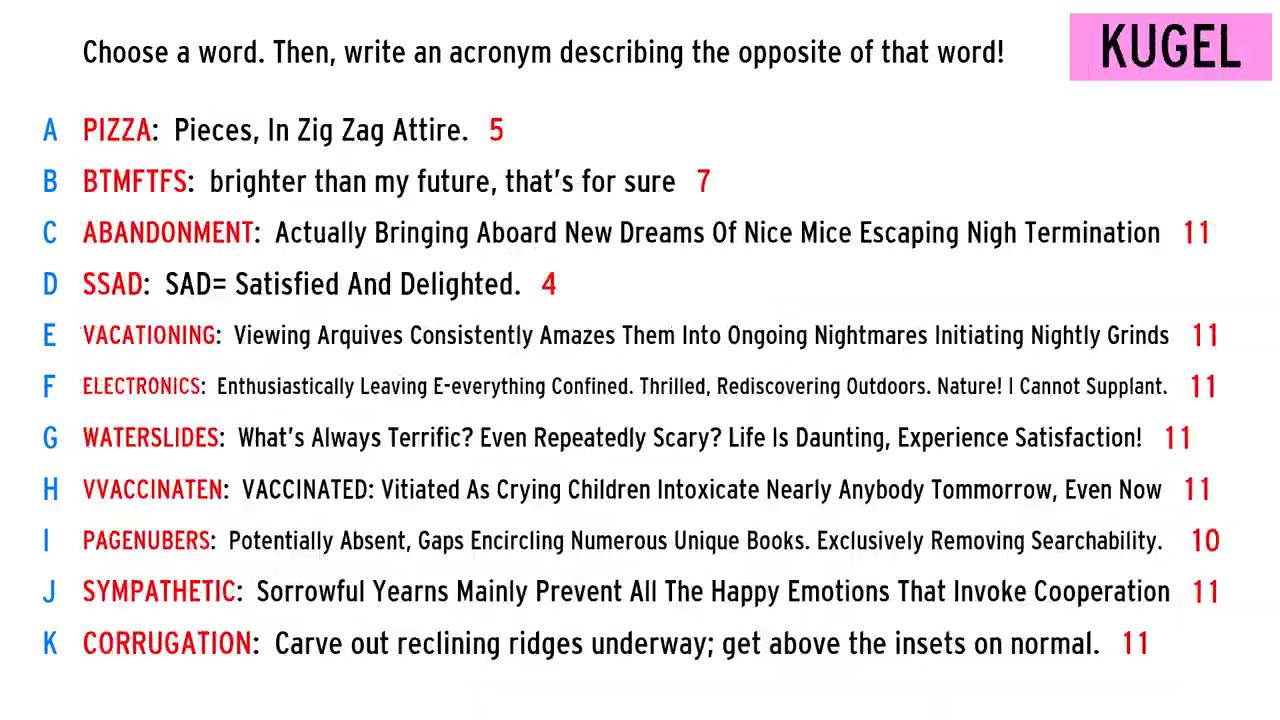 Choose a word. Then, write an acronym describing the opposite of that word!
KUGEL
A PIZZA: Pieces, In Zig Zag Attire. 5
B BTMFTFS: brighter than my future, that's for sure 7
C ABANDONMENT: Actually Bringing Aboard New Dreams Of Nice Mice Escaping Nigh Termination 11
D SSAD: SAD= Satisfied And Delighted. 4
E VACATIONING: Viewing Arquives Consistently Amazes Them Into Ongoing Nightmares Initiating Nightly Grinds 11
F ELECTRONICS: Enthusiastically Leaving E-everything Confined. Thrilled, Rediscovering Outdoors. Nature! I Cannot Supplant. 11
G WATERSLIDES: What's Always Terrific? Even Repeatedly Scary? Life Is Daunting, Experience Satisfaction! 11
H VVACCINATEN: VACCINATED: Vitiated As Crying Children Intoxicate Nearly Anybody Tommorrow, Even Now 11
I PAGENUBERS: Potentially Absent, Gaps Encircling Numerous Unique Books. Exclusively Removing Searchability. 10
J SYMPATHETIC: Sorrowful Yearns Mainly Prevent All The Happy Emotions That Invoke Cooperation 11
K CORRUGATION: Carve out reclining ridges underway; get above the insets on normal. 11